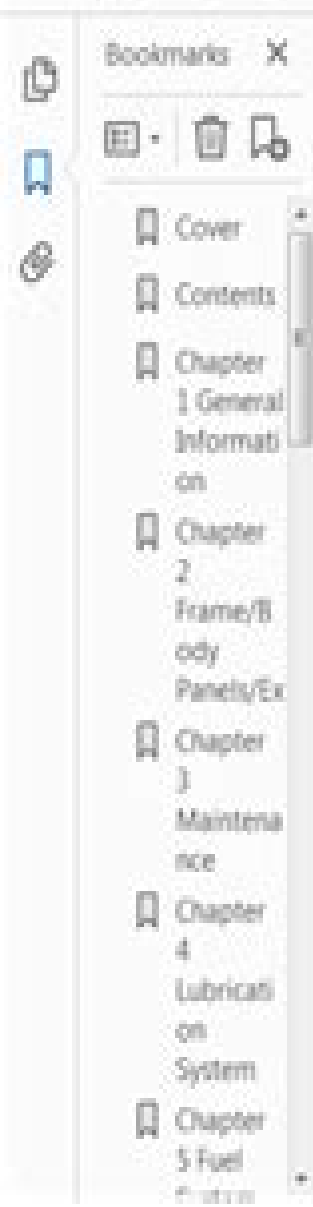 Bookmarks
Cover
Contents
Chapter
1 General
Informati
on
Chapter
2
Frame/B
ody
Panels/Ex
Chapter
3
Maintena
nce
Chapter
4
Lubricati
on
System
Chapter
5 Fuel